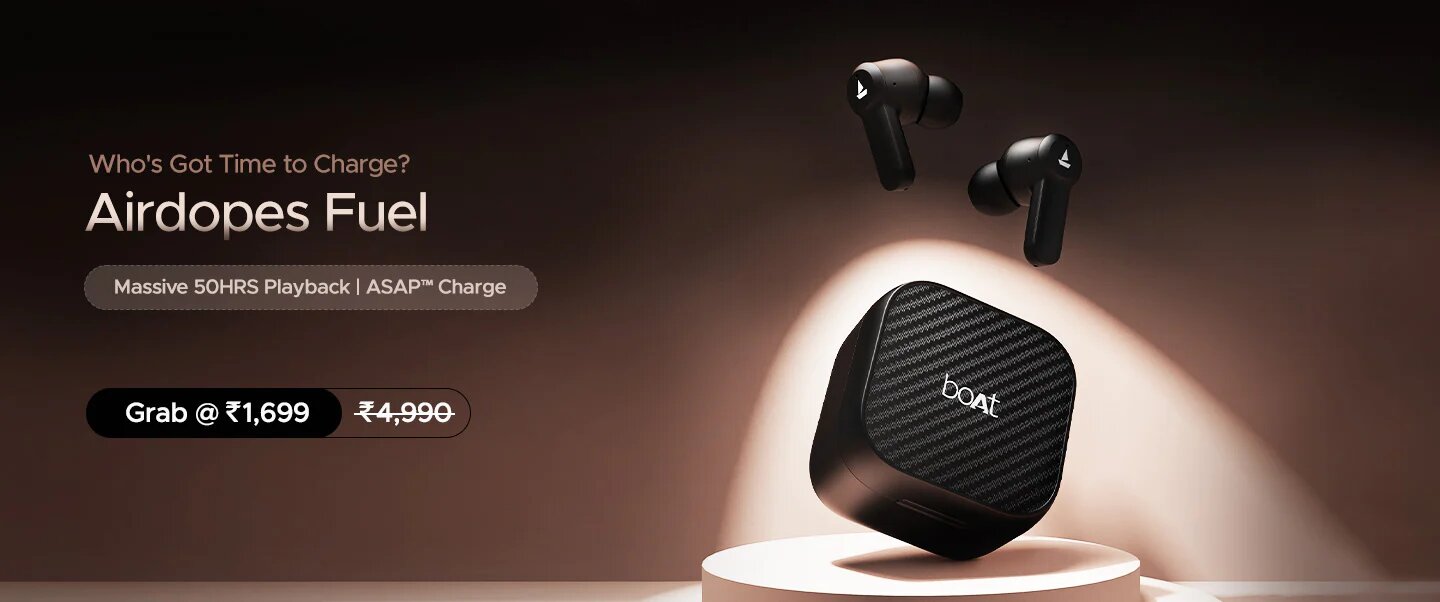 Who's Got Time to Charge?
Airdopes Fuel
Massive 50HRS Playback | ASAP™ Charge
Grab @ ₹1,699 ₹4,990
boAt